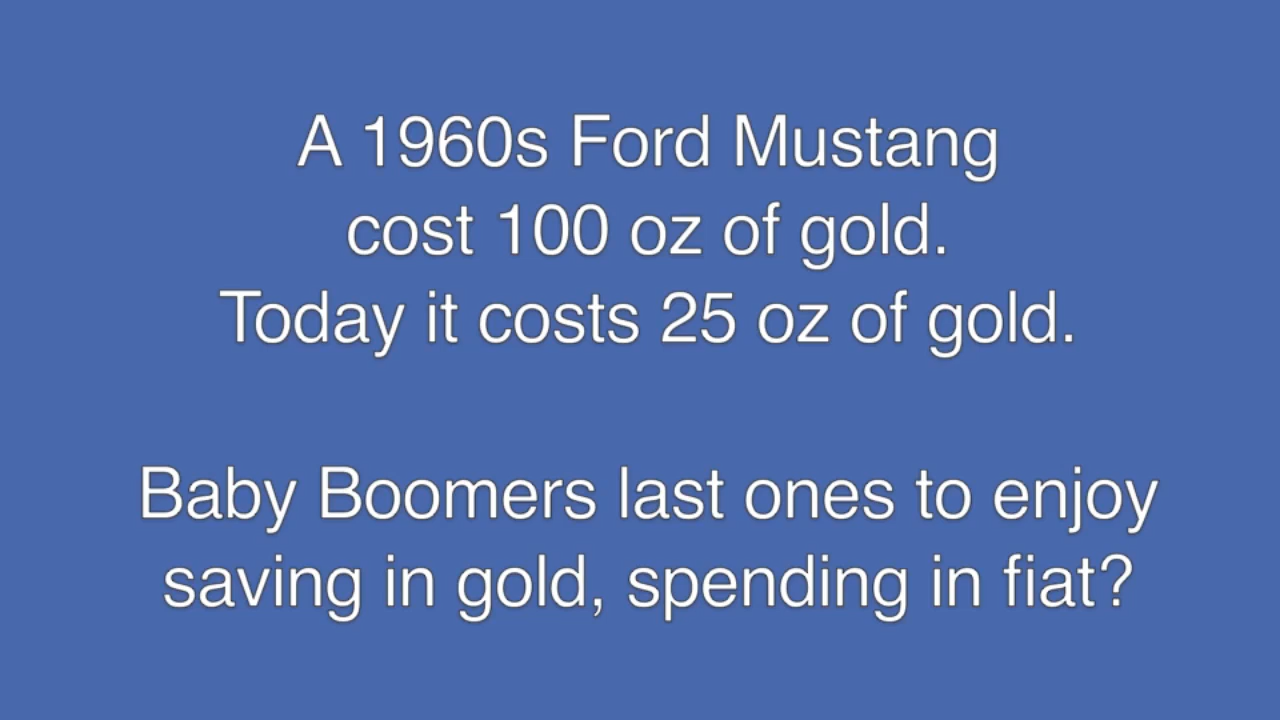 A 1960s Ford Mustang
cost 100 oz of gold.
Today it costs 25 oz of gold.
Baby Boomers last ones to enjoy
saving in gold, spending in fiat?